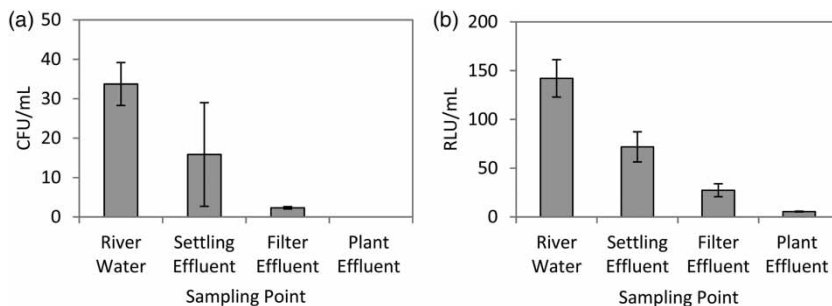 (a)
50
40
30
20
10
0
CFU/mL
River Water
Settling Effluent
Filter Effluent
Plant Effluent
Sampling Point
(b)
200
150
100
50
0
RLU/mL
River Water
Settling Effluent
Filter Effluent
Plant Effluent
Sampling Point